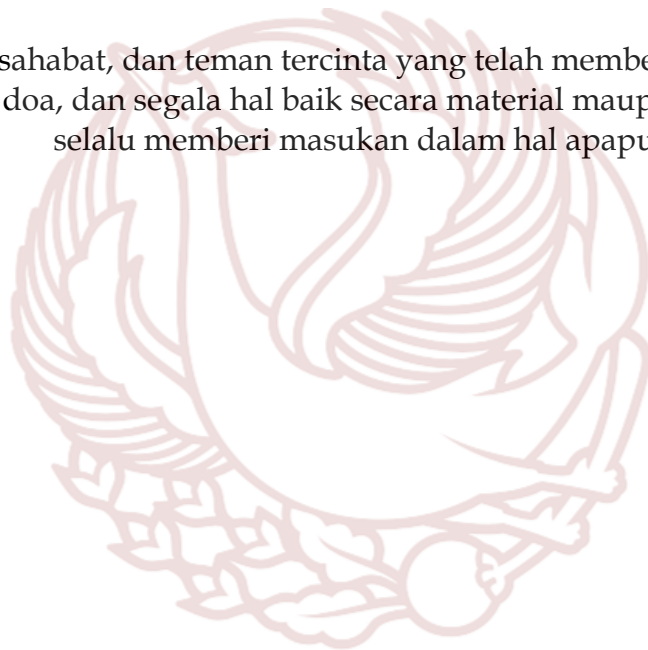 sahabat, dan teman tercinta yang telah membe
doa, dan segala hal baik secara material maup
selalu memberi masukan dalam hal apapu